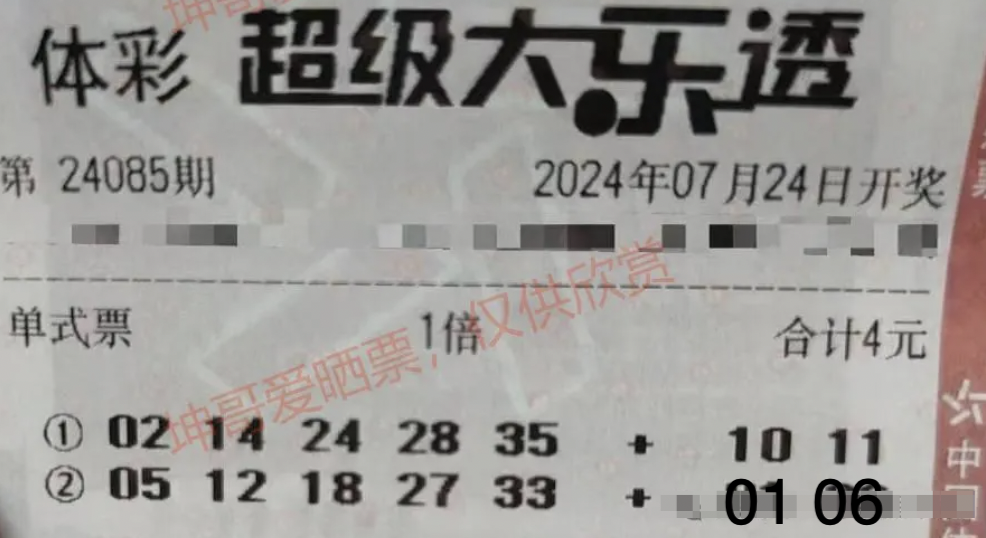 体彩 超级大乐透
第 24085期 2024年07月24日开奖
单式票 1倍 合计4元
坤哥爱晒票，仅供欣赏
① 02 14 24 28 35 + 10 11
② 05 12 18 27 33 + 01 06
中